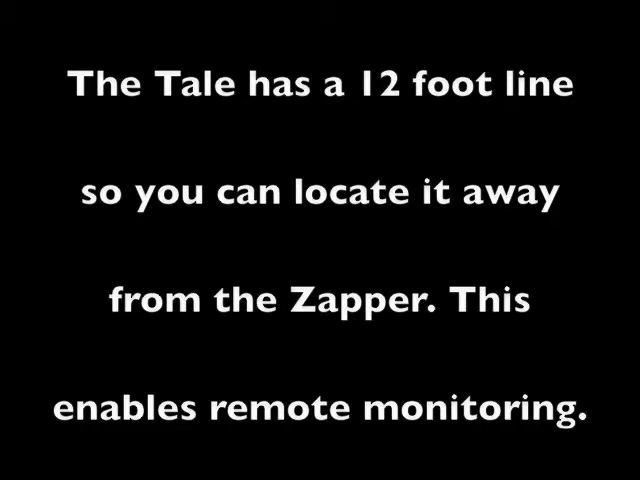 The Tale has a 12 foot line
so you can locate it away
from the Zapper. This
enables remote monitoring.